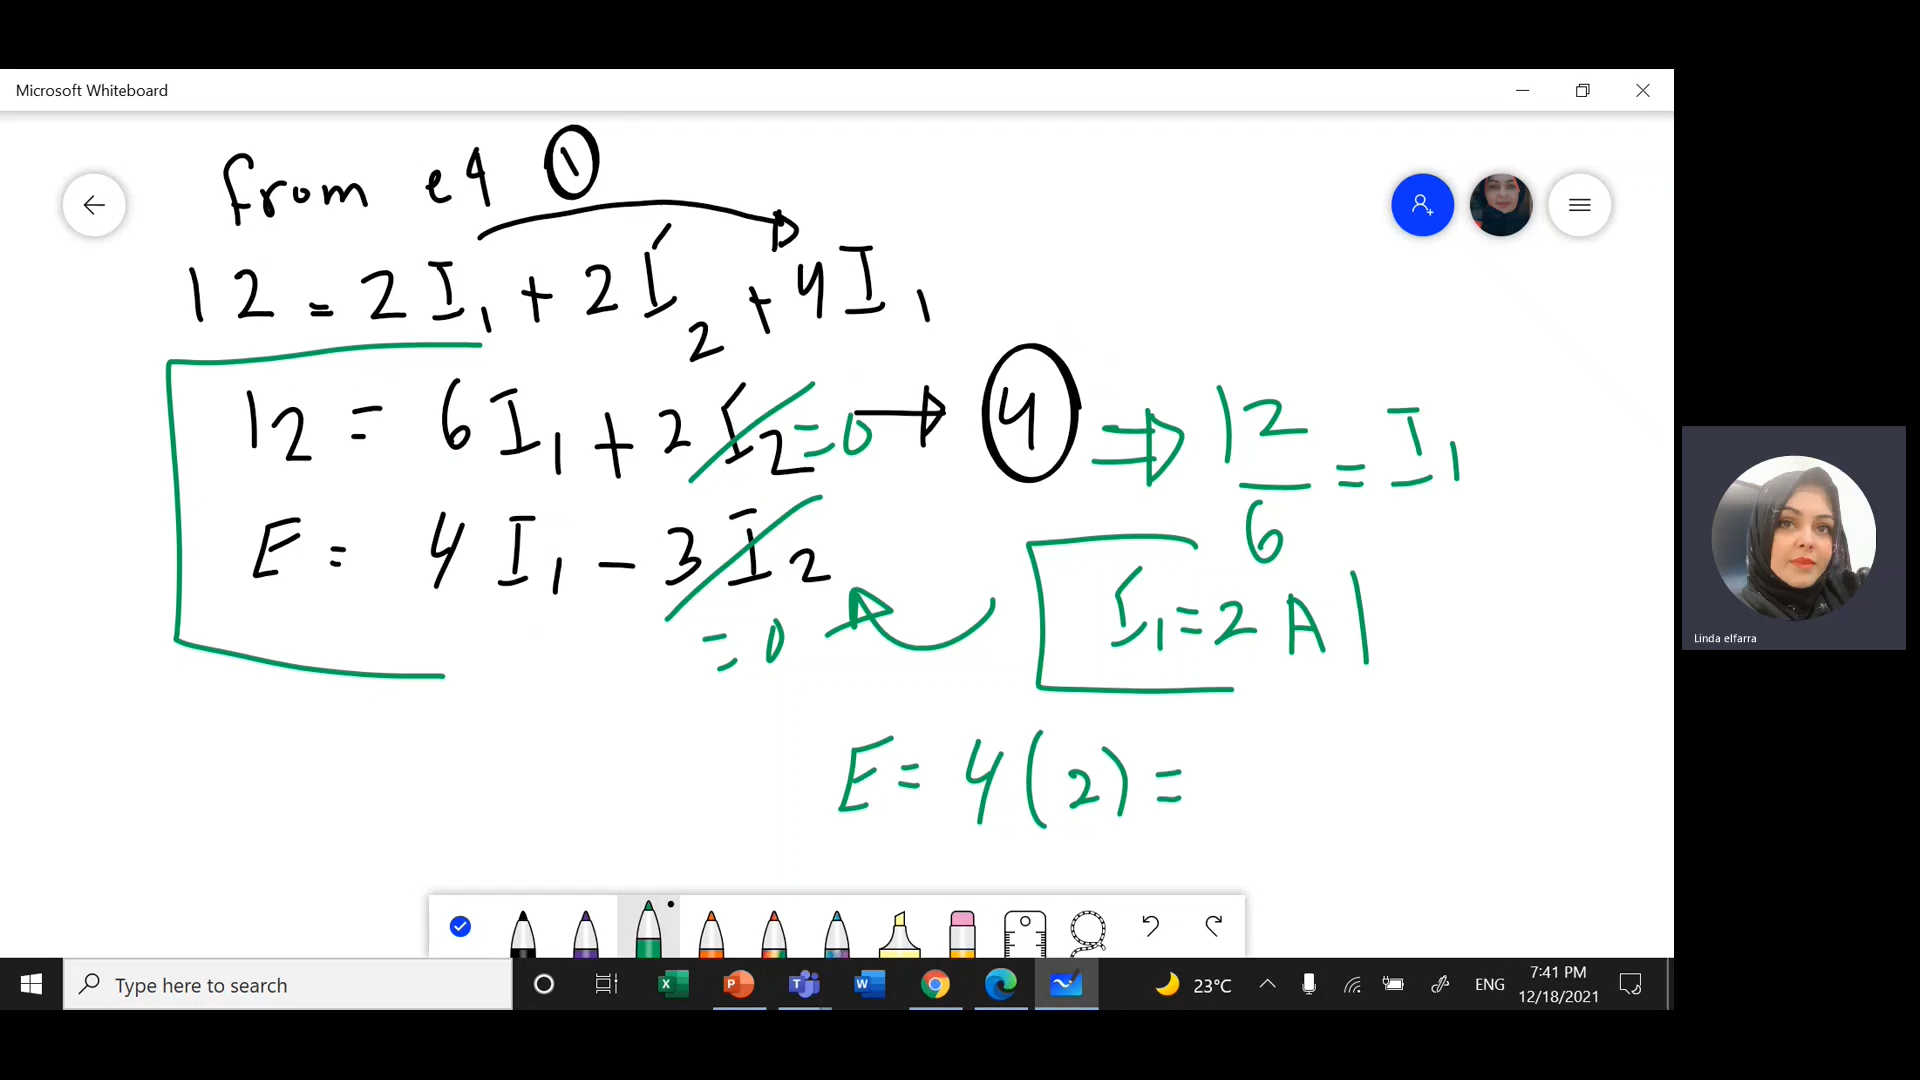 Microsoft Whiteboard
from eq ①
12 = 2I₁ + 2I₂ + 4I₁
12 = 6I₁ + 2I₂ = 0 → ④ ⇒ 12/6 = I₁
E = 4I₁ - 3I₂ = 0
I₁ = 2 A
E = 4(2) =
Linda elfarra
Type here to search
23°C
ENG
7:41 PM
12/18/2021